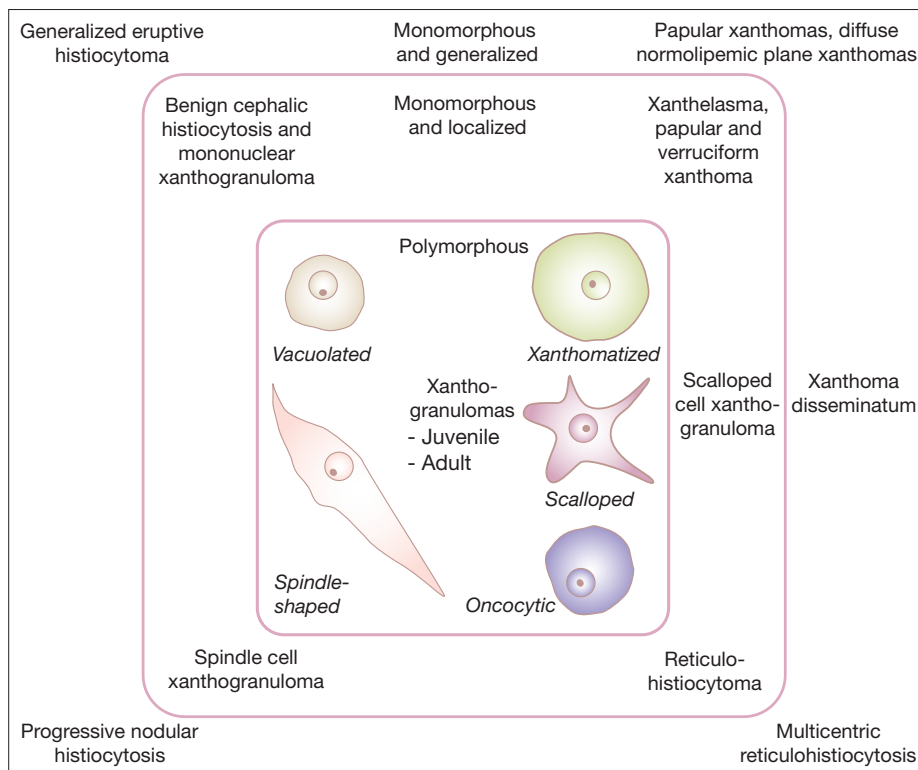 Generalized eruptive
histiocytoma
Monomorphous
and generalized
Papular xanthomas, diffuse
normolipemic plane xanthomas
Benign cephalic
histiocytosis and
mononuclear
xanthogranuloma
Monomorphous
and localized
Xanthelasma,
papular and
verruciform
xanthoma
Polymorphous
Vacuolated
Xanthomatized
Xantho-
granulomas
- Juvenile
- Adult
Scalloped
cell xantho-
granuloma
Xanthoma
disseminatum
Scalloped
Spindle-
shaped
Oncocytic
Spindle cell
xanthogranuloma
Reticulo-
histiocytoma
Progressive nodular
histiocytosis
Multicentric
reticulohistiocytosis